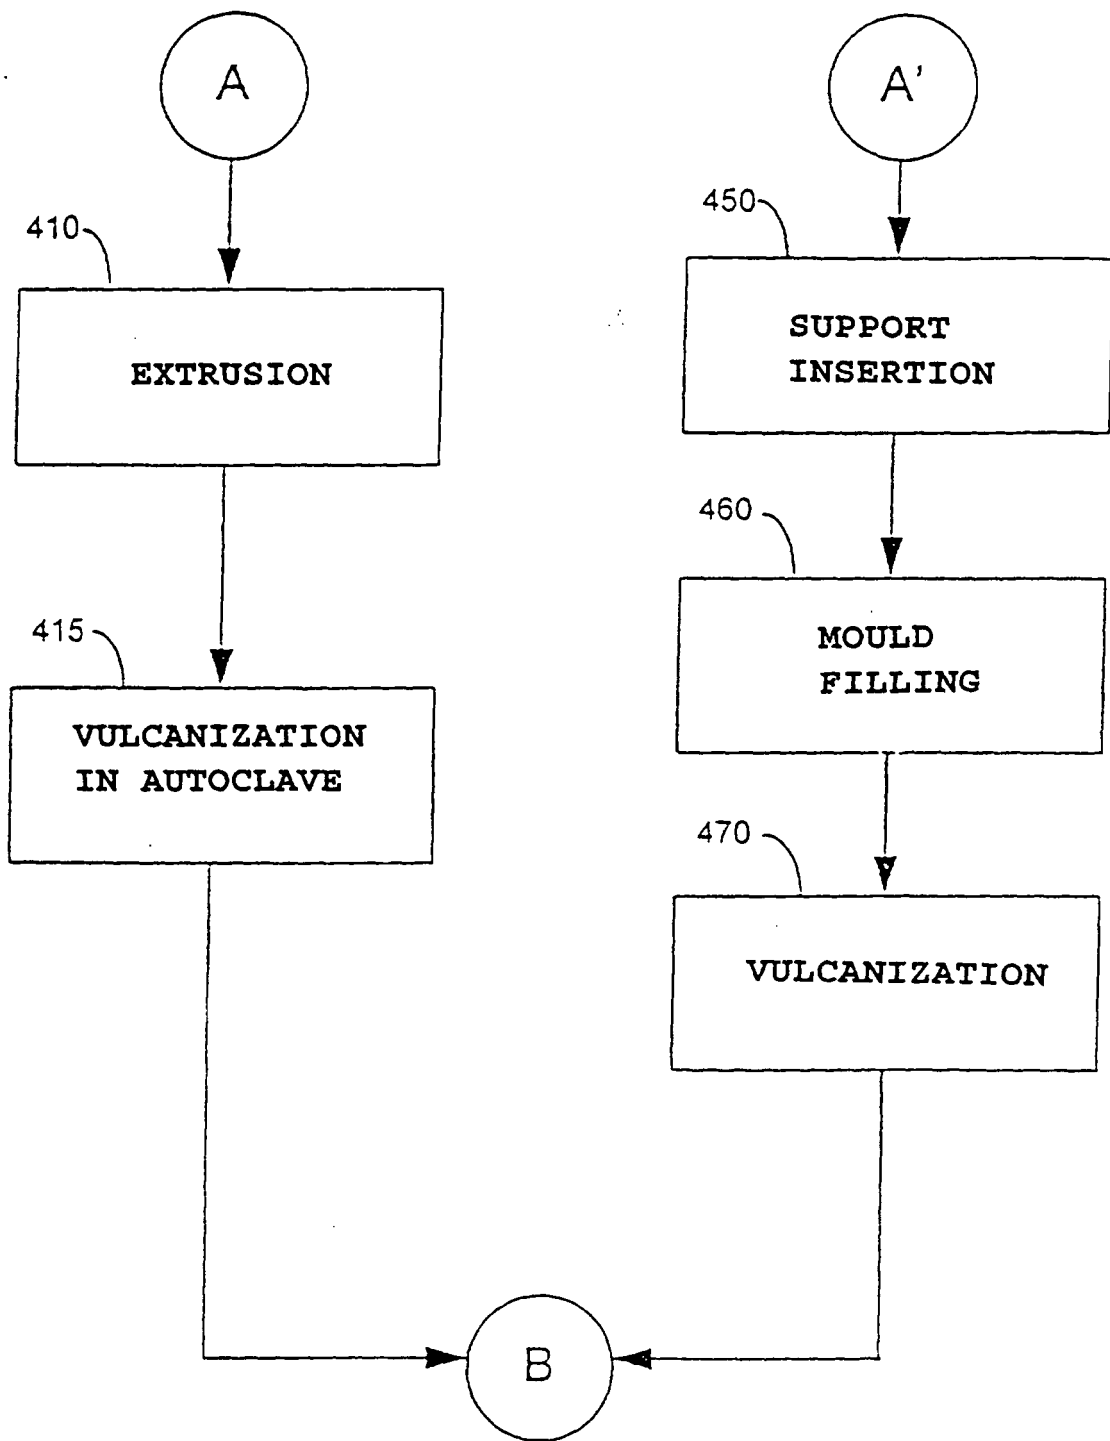 A
410
EXTRUSION
415
VULCANIZATION
IN AUTOCLAVE
A'
450
SUPPORT
INSERTION
460
MOULD
FILLING
470
VULCANIZATION
B